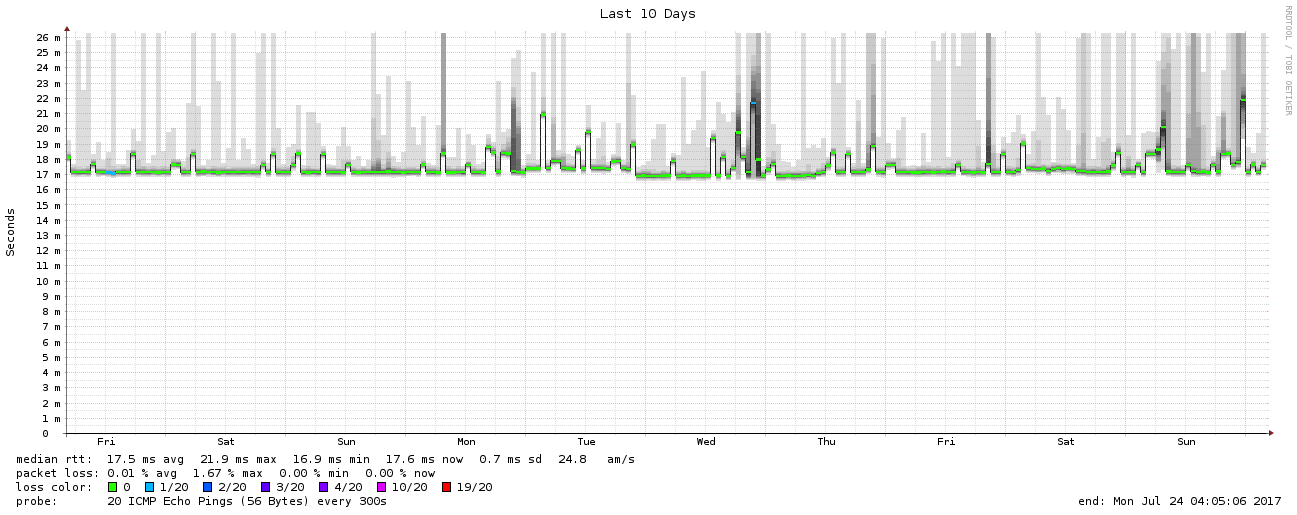 Last 10 Days
RRDTOOL / TOBI OETIKER
Seconds
26 m
25 m
24 m
23 m
22 m
21 m
20 m
19 m
18 m
17 m
16 m
15 m
14 m
13 m
12 m
11 m
10 m
9 m
8 m
7 m
6 m
5 m
4 m
3 m
2 m
1 m
0
Fri Sat Sun Mon Tue Wed Thu Fri Sat Sun
median rtt: 17.5 ms avg 21.9 ms max 16.9 ms min 17.6 ms now 0.7 ms sd 24.8 am/s
packet loss: 0.01 % avg 1.67 % max 0.00 % min 0.00 % now
loss color: 0 1/20 2/20 3/20 4/20 10/20 19/20
probe: 20 ICMP Echo Pings (56 Bytes) every 300s end: Mon Jul 24 04:05:06 2017